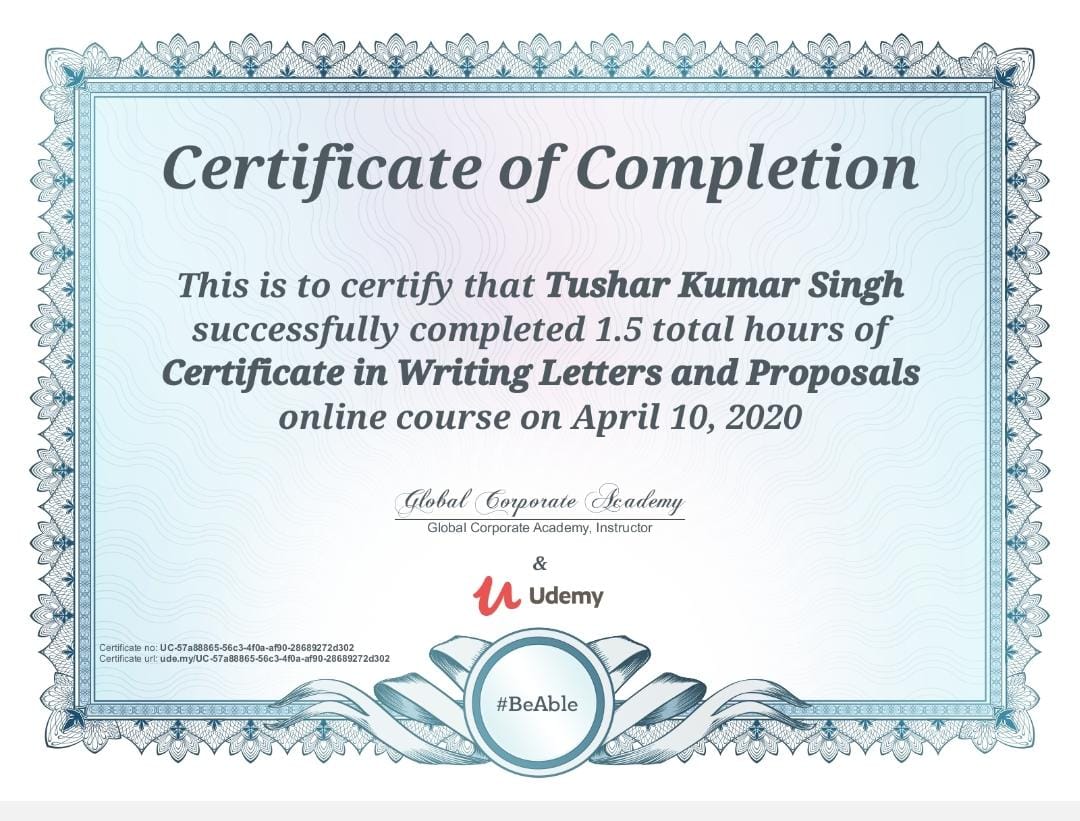 Certificate of Completion
This is to certify that Tushar Kumar Singh
successfully completed 1.5 total hours of
Certificate in Writing Letters and Proposals
online course on April 10, 2020
Global Corporate Academy
Global Corporate Academy, Instructor
&
Udemy
Certificate no: UC-57a88865-56c3-4f0a-af90-28689272d302
Certificate url: ude.my/UC-57a88865-56c3-4f0a-af90-28689272d302
#BeAble